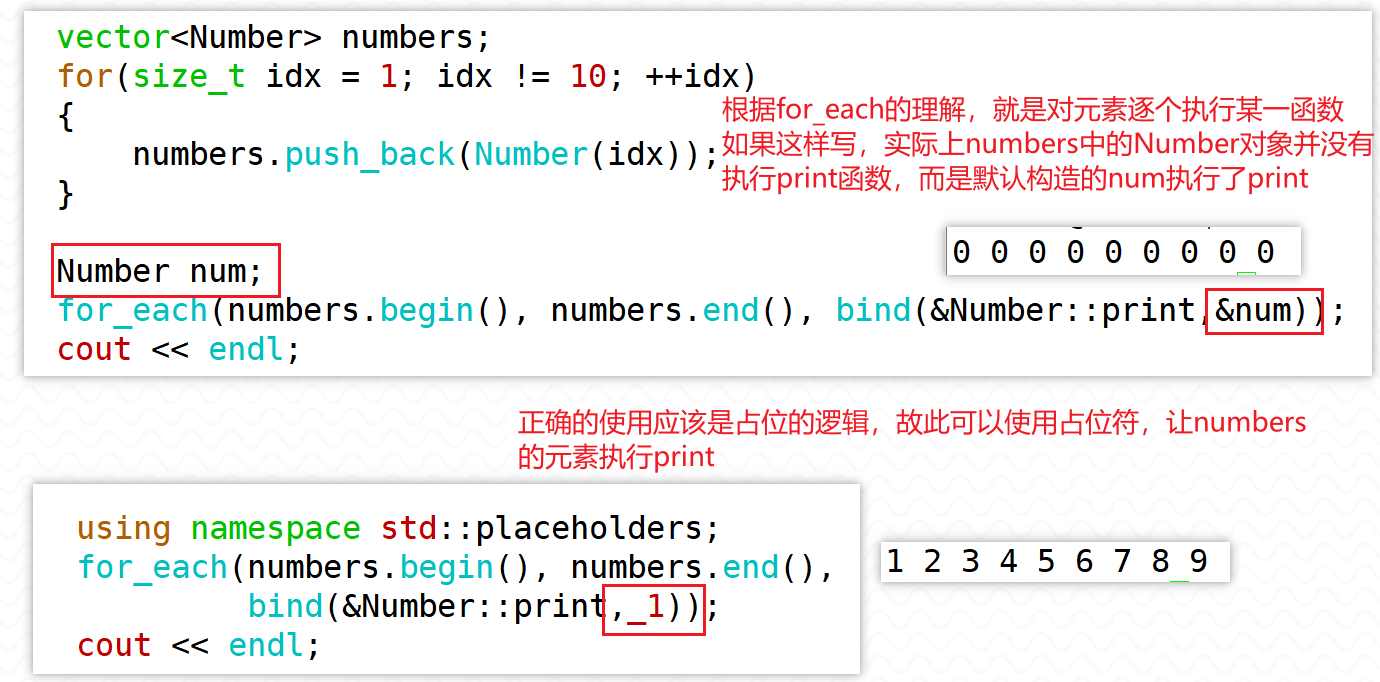 vector<Number> numbers;
for(size_t idx = 1; idx != 10; ++idx)
{
    numbers.push_back(Number(idx));
}
根据for_each的理解，就是对元素逐个执行某一函数
如果这样写，实际上numbers中的Number对象并没有
执行print函数，而是默认构造的num执行了print
0 0 0 0 0 0 0 0 0
Number num;
for_each(numbers.begin(), numbers.end(), bind(&Number::print,&num));
cout << endl;
正确的使用应该是占位的逻辑，故此可以使用占位符，让numbers
的元素执行print
using namespace std::placeholders;
for_each(numbers.begin(), numbers.end(),
         bind(&Number::print,_1));
cout << endl;
1 2 3 4 5 6 7 8 9